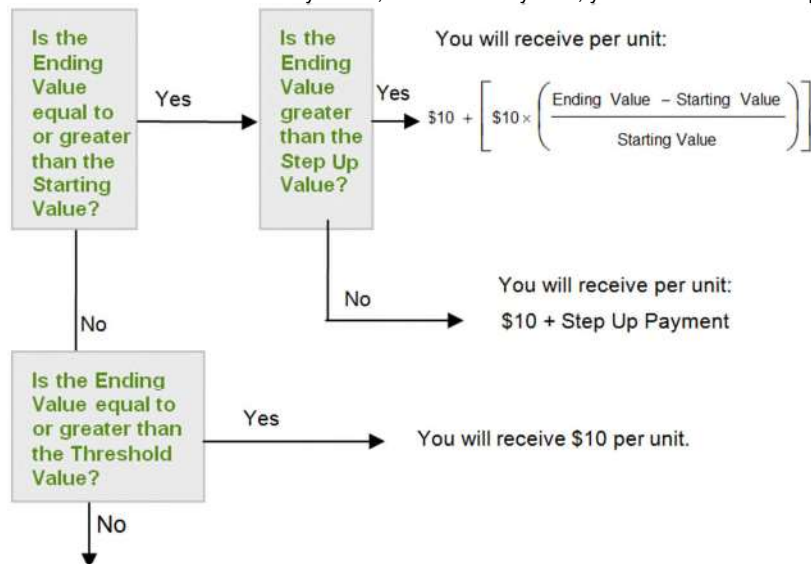 Is the
Ending
Value
equal to
or greater
than the
Starting
Value?
Yes
Is the
Ending
Value
greater
than the
Step Up
Value?
Yes
You will receive per unit:
$10 + [ $10 × ( Ending Value – Starting Value / Starting Value ) ]
No
You will receive per unit:
$10 + Step Up Payment
No
Is the Ending
Value equal to
or greater than
the Threshold
Value?
Yes
You will receive $10 per unit.
No